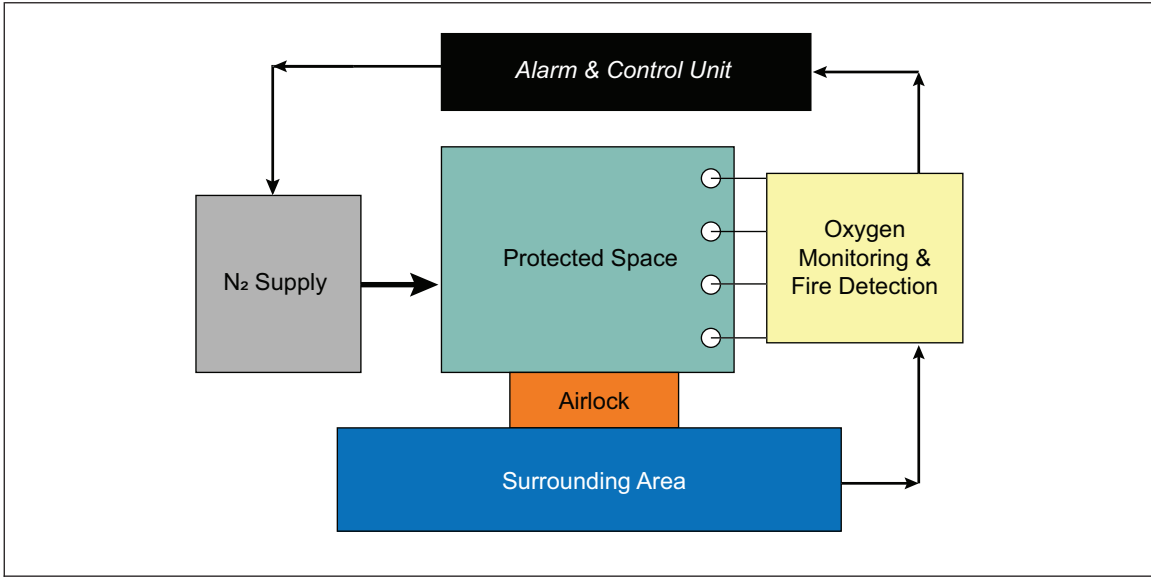 Alarm & Control Unit
N₂ Supply
Protected Space
Oxygen
Monitoring &
Fire Detection
Airlock
Surrounding Area